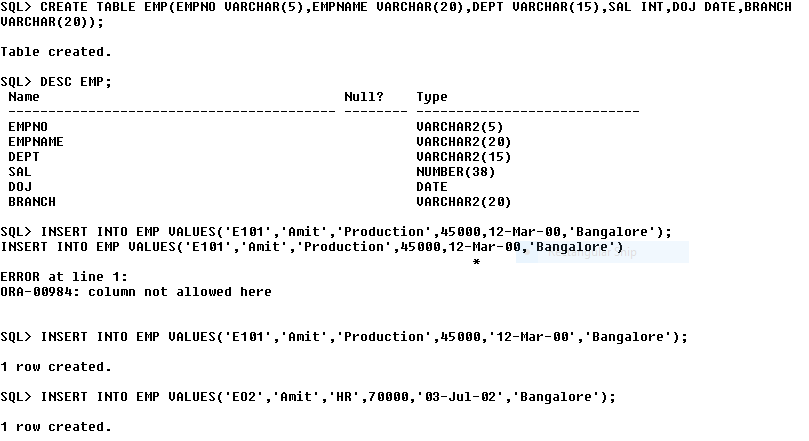 SQL> CREATE TABLE EMP(EMPNO VARCHAR(5),EMPNAME VARCHAR(20),DEPT VARCHAR(15),SAL INT,DOJ DATE,BRANCH
VARCHAR(20));
Table created.
SQL> DESC EMP;
Name Null? Type
----------------------------------------- -------- ----------------------------
EMPNO VARCHAR2(5)
EMPNAME VARCHAR2(20)
DEPT VARCHAR2(15)
SAL NUMBER(38)
DOJ DATE
BRANCH VARCHAR2(20)
SQL> INSERT INTO EMP VALUES('E101','Amit','Production',45000,12-Mar-00,'Bangalore');
INSERT INTO EMP VALUES('E101','Amit','Production',45000,12-Mar-00,'Bangalore')
Rectangular Snip
*
ERROR at line 1:
ORA-00984: column not allowed here
SQL> INSERT INTO EMP VALUES('E101','Amit','Production',45000,'12-Mar-00','Bangalore');
1 row created.
SQL> INSERT INTO EMP VALUES('EO2','Amit','HR',70000,'03-Jul-02','Bangalore');
1 row created.